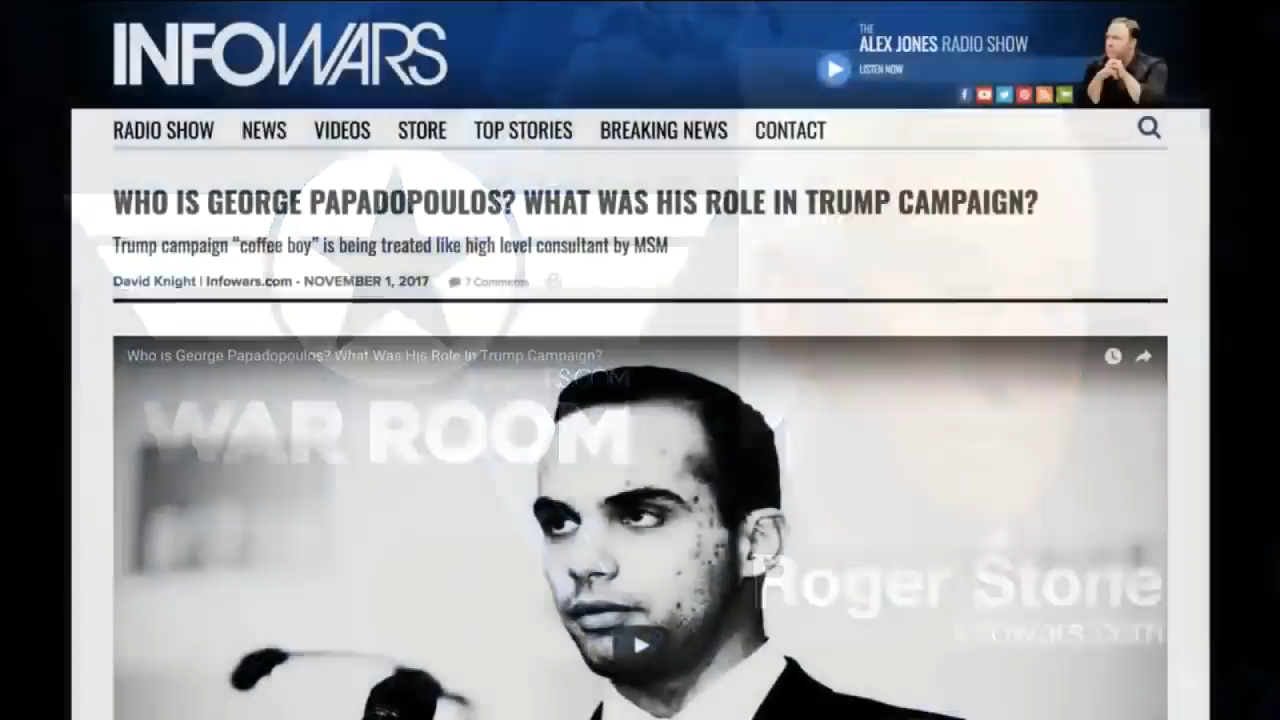 INFOWARS
THE
ALEX JONES RADIO SHOW
LISTEN NOW
RADIO SHOW NEWS VIDEOS STORE TOP STORIES BREAKING NEWS CONTACT
WHO IS GEORGE PAPADOPOULOS? WHAT WAS HIS ROLE IN TRUMP CAMPAIGN?
Trump campaign “coffee boy” is being treated like high level consultant by MSM
David Knight | Infowars.com - NOVEMBER 1, 2017 7 Comments
Who is George Papadopoulos? What Was His Role In Trump Campaign?
WAR ROOM
Roger Stone